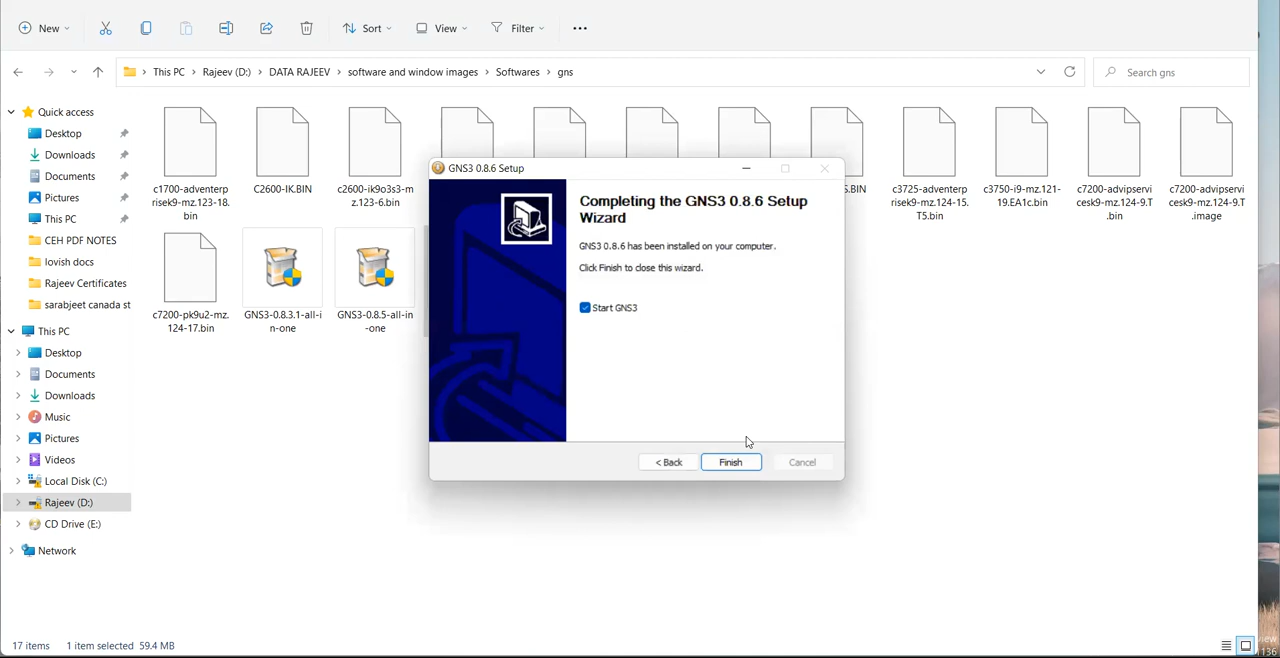 New
Sort
View
Filter
This PC
Rajeev (D:)
DATA RAJEEV
software and window images
Softwares
gns
Search gns
Quick access
Desktop
Downloads
Documents
Pictures
This PC
CEH PDF NOTES
lovish docs
Rajeev Certificates
sarabjeet canada st
This PC
Desktop
Documents
Downloads
Music
Pictures
Videos
Local Disk (C:)
Rajeev (D:)
CD Drive (E:)
Network
c1700-adventerp
risek9-mz.123-18.
bin
C2600-IK.BIN
c2600-ik9o3s3-m
z.123-6.bin
.BIN
c3725-adventerp
risek9-mz.124-15.
T5.bin
c3750-i9-mz.121-
19.EA1c.bin
c7200-advipservi
cesk9-mz.124-9.T
.bin
c7200-advipservi
cesk9-mz.124-9.T
.image
c7200-pk9u2-mz.
124-17.bin
GNS3-0.8.3.1-all-i
n-one
GNS3-0.8.5-all-in
-one
GNS3 0.8.6 Setup
Completing the GNS3 0.8.6 Setup
Wizard
GNS3 0.8.6 has been installed on your computer.
Click Finish to close this wizard.
Start GNS3
< Back
Finish
Cancel
17 items
1 item selected 59.4 MB